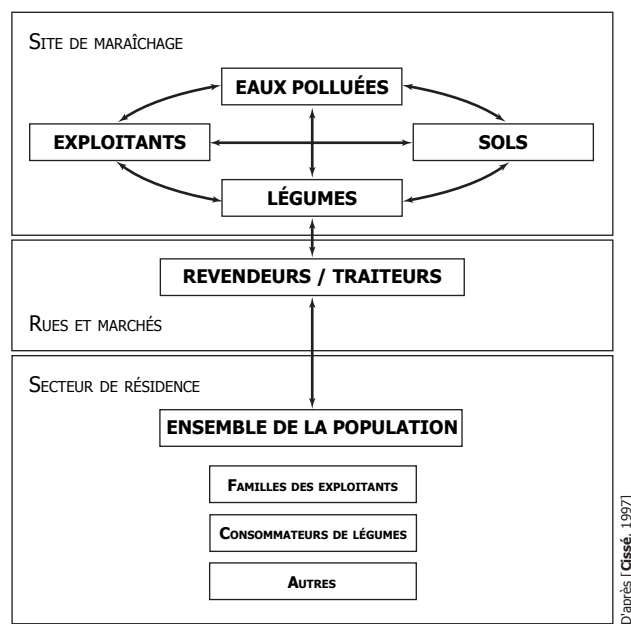 SITE DE MARAÎCHAGE
EAUX POLLUÉES
EXPLOITANTS
SOLS
LÉGUMES
REVENDEURS / TRAITEURS
RUES ET MARCHÉS
SECTEUR DE RÉSIDENCE
ENSEMBLE DE LA POPULATION
FAMILLES DES EXPLOITANTS
CONSOMMATEURS DE LÉGUMES
AUTRES
D'après [Cissé, 1997]